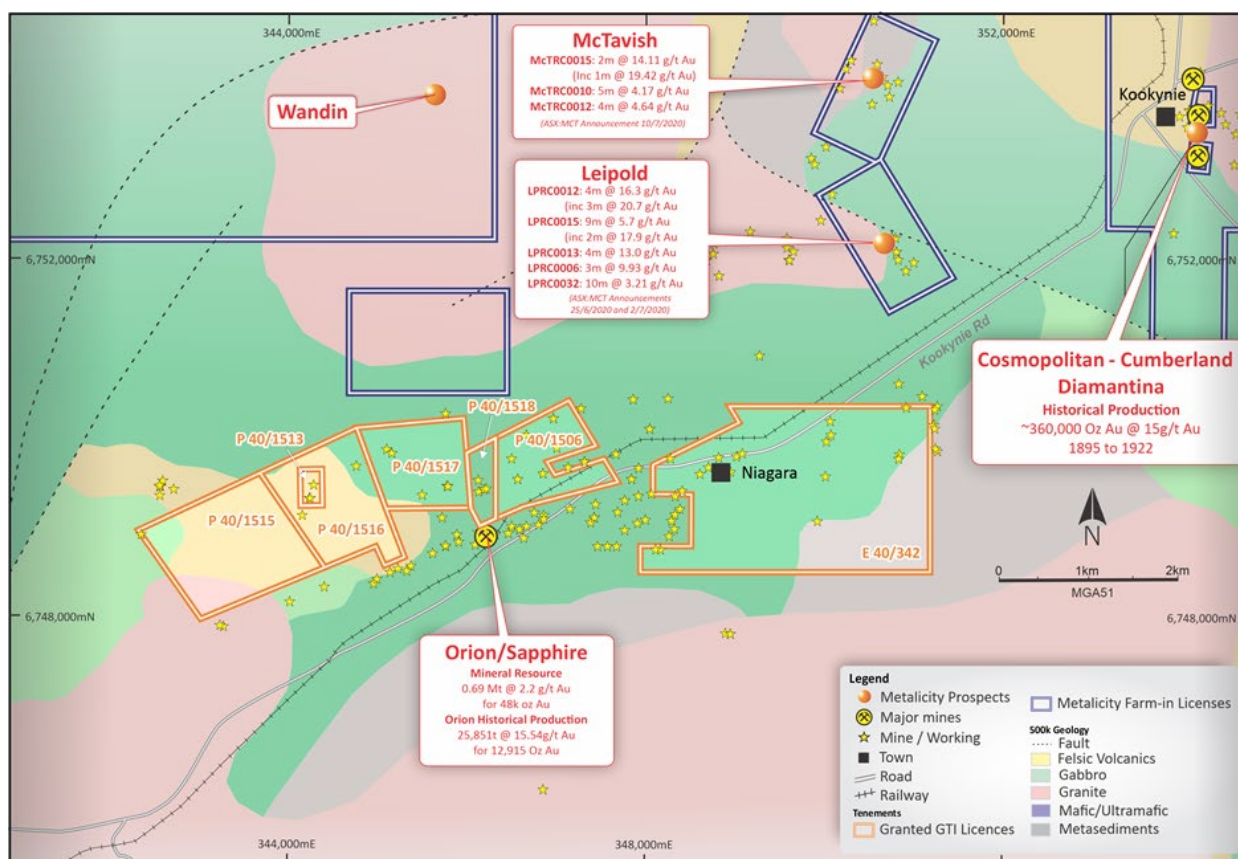 344,000mE
352,000mE
McTavish
McTRC0015: 2m @ 14.11 g/t Au
(Inc 1m @ 19.42 g/t Au)
McTRC0010: 5m @ 4.17 g/t Au
McTRC0012: 4m @ 4.64 g/t Au
(ASX:MCT Announcement 10/7/2020)
Wandin
Kookynie
Leipold
LPRC0012: 4m @ 16.3 g/t Au
(inc 3m @ 20.7 g/t Au
LPRC0015: 9m @ 5.7 g/t Au
(inc 2m @ 17.9 g/t Au
LPRC0013: 4m @ 13.0 g/t Au
LPRC0006: 3m @ 9.93 g/t Au
LPRC0032: 10m @ 3.21 g/t Au
(ASX:MCT Announcements
25/6/2020 and 2/7/2020)
6,752,000mN
6,752,000mN
Kookynie Rd
Cosmopolitan - Cumberland
Diamantina
Historical Production
~360,000 Oz Au @ 15g/t Au
1895 to 1922
P 40/1518
P 40/1513
P 40/1506
P 40/1517
Niagara
P 40/1515
P 40/1516
E 40/342
N
0
1km
2km
MGA51
6,748,000mN
6,748,000mN
Orion/Sapphire
Mineral Resource
0.69 Mt @ 2.2 g/t Au
for 48k oz Au
Orion Historical Production
25,851t @ 15.54g/t Au
for 12,915 Oz Au
Legend
Metalicity Prospects
Major mines
Mine / Working
Town
Road
Railway
Tenements
Granted GTI Licences
Metalicity Farm-in Licenses
500k Geology
Fault
Felsic Volcanics
Gabbro
Granite
Mafic/Ultramafic
Metasediments
344,000mE
348,000mE